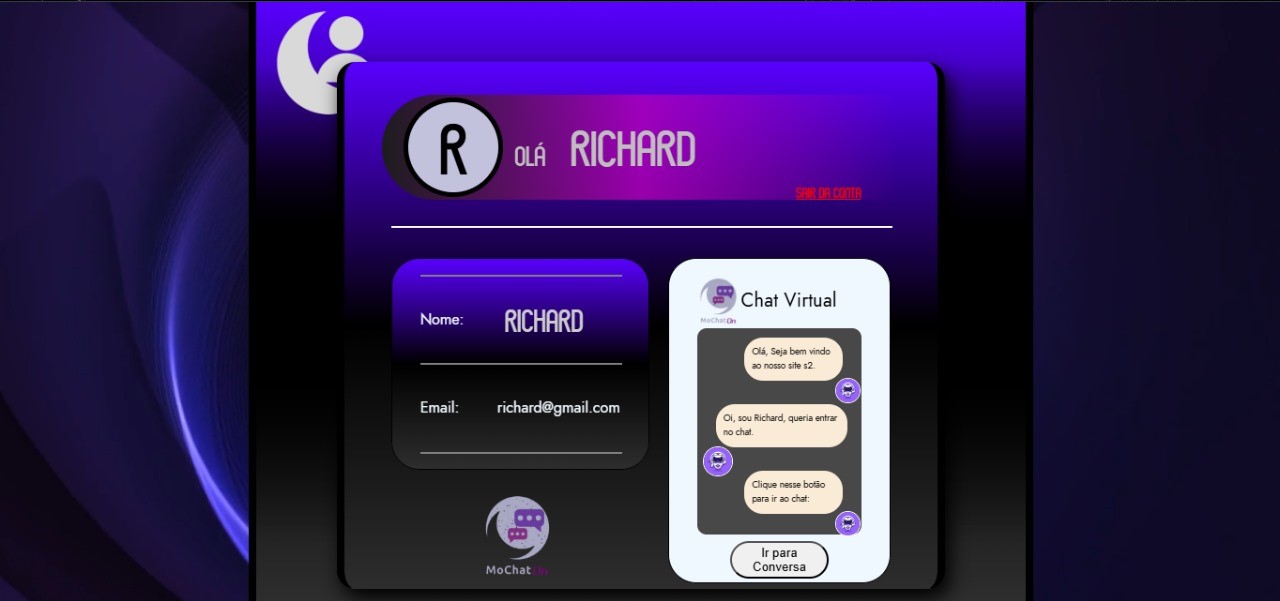 R
OLÁ RICHARD
SAIR DA CONTA
Nome: RICHARD
Email: richard@gmail.com
MoChat On
MoChat On
Chat Virtual
Olá, Seja bem vindo
ao nosso site s2.
Oi, sou Richard, queria entrar
no chat.
Clique nesse botão
para ir ao chat:
Ir para
Conversa